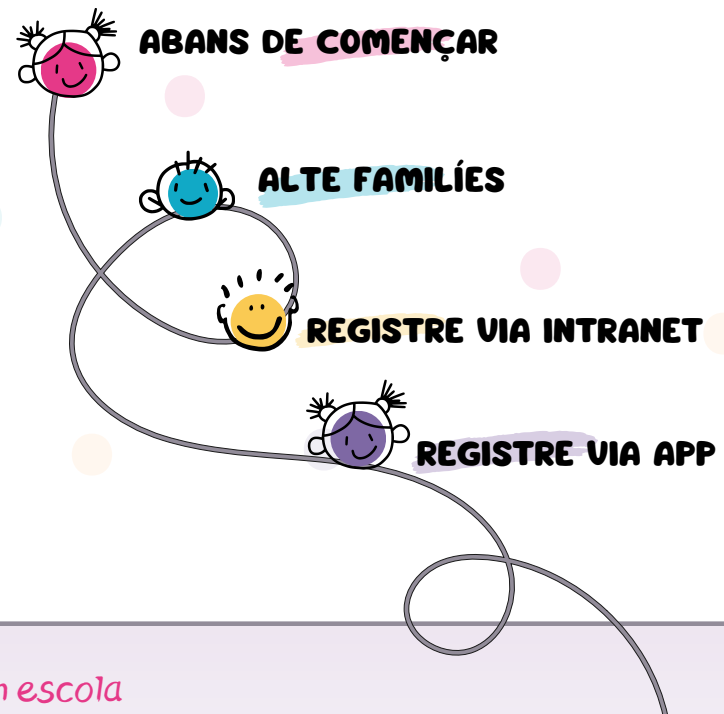 ABANS DE COMENÇAR
ALTE FAMILÍES
REGISTRE VIA INTRANET
REGISTRE VIA APP
escola